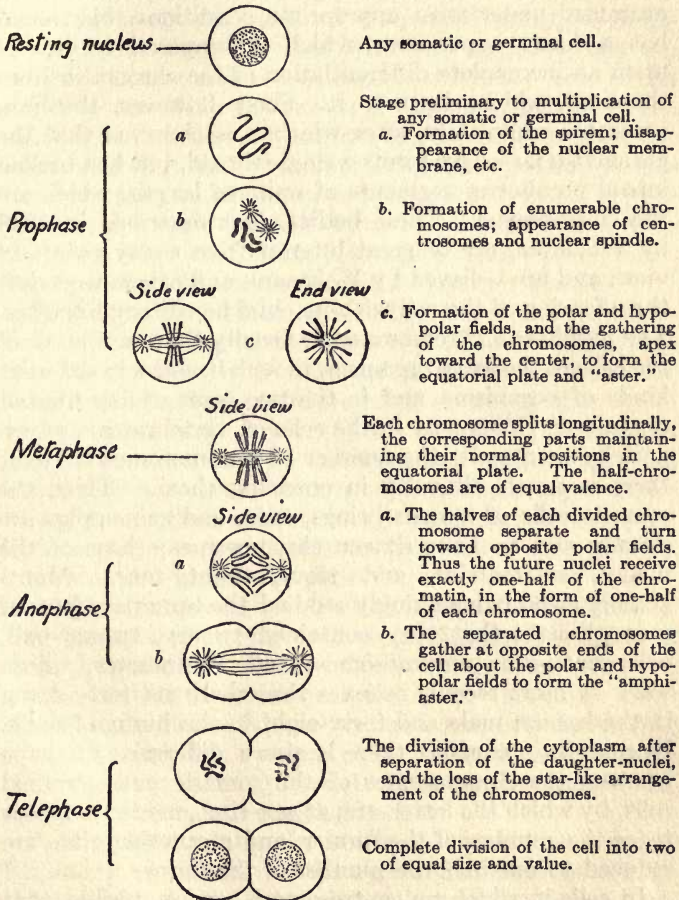 Resting nucleus
Any somatic or germinal cell.
Prophase
a
Stage preliminary to multiplication of
any somatic or germinal cell.
a. Formation of the spirem; disap-
pearance of the nuclear mem-
brane, etc.
b
b. Formation of enumerable chro-
mosomes; appearance of cen-
trosomes and nuclear spindle.
Side view
End view
c
c. Formation of the polar and hypo-
polar fields, and the gathering
of the chromosomes, apex
toward the center, to form the
equatorial plate and “aster.”
Side view
Metaphase
Each chromosome splits longitudinally,
the corresponding parts maintain-
ing their normal positions in the
equatorial plate. The half-chro-
mosomes are of equal valence.
Side view
Anaphase
a
a. The halves of each divided chro-
mosome separate and turn
toward opposite polar fields.
Thus the future nuclei receive
exactly one-half of the chro-
matin, in the form of one-half
of each chromosome.
b
b. The separated chromosomes
gather at opposite ends of the
cell about the polar and hypo-
polar fields to form the “amphi-
aster.”
Telephase
The division of the cytoplasm after
separation of the daughter-nuclei,
and the loss of the star-like arrange-
ment of the chromosomes.
Complete division of the cell into two
of equal size and value.